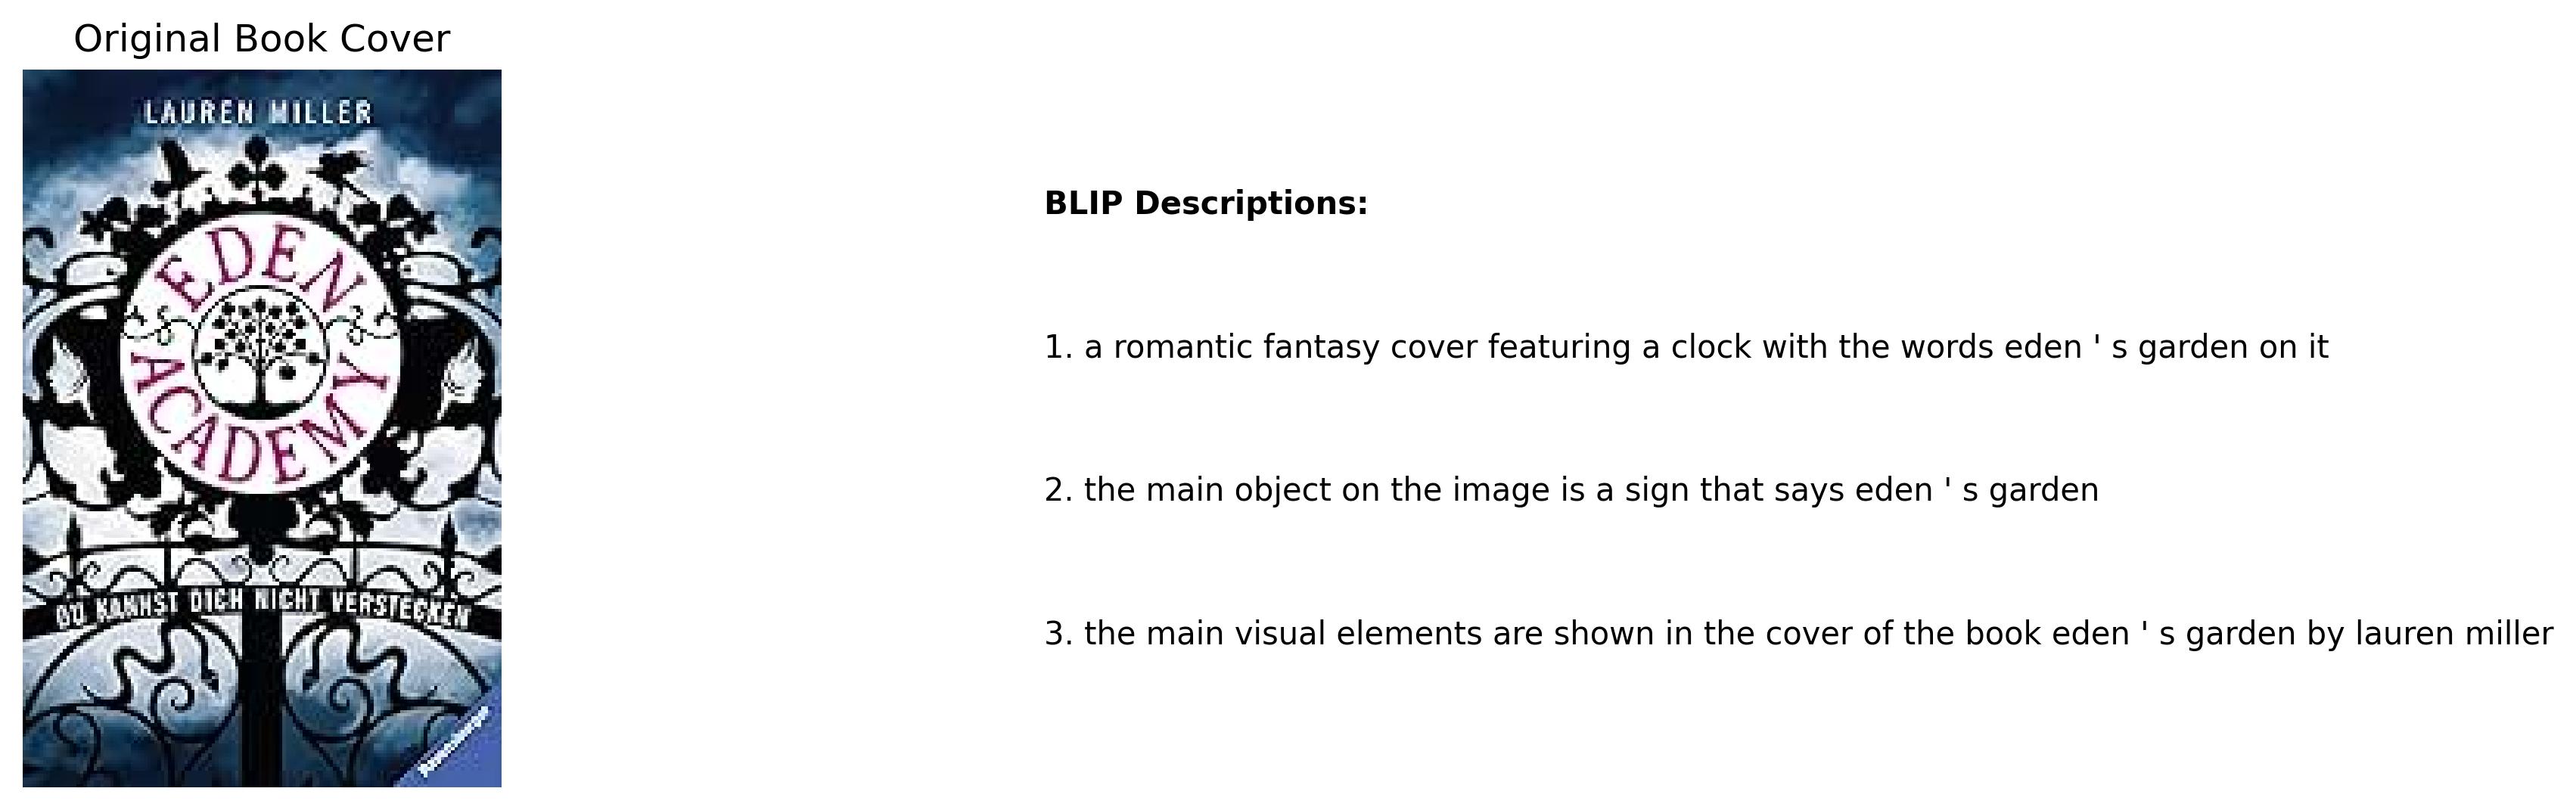 Original Book Cover
LAUREN MILLER
EDEN
ACADEMY
DU KANNST DICH NICHT VERSTECKEN
Ravensburger
BLIP Descriptions:
1. a romantic fantasy cover featuring a clock with the words eden ' s garden on it
2. the main object on the image is a sign that says eden ' s garden
3. the main visual elements are shown in the cover of the book eden ' s garden by lauren miller